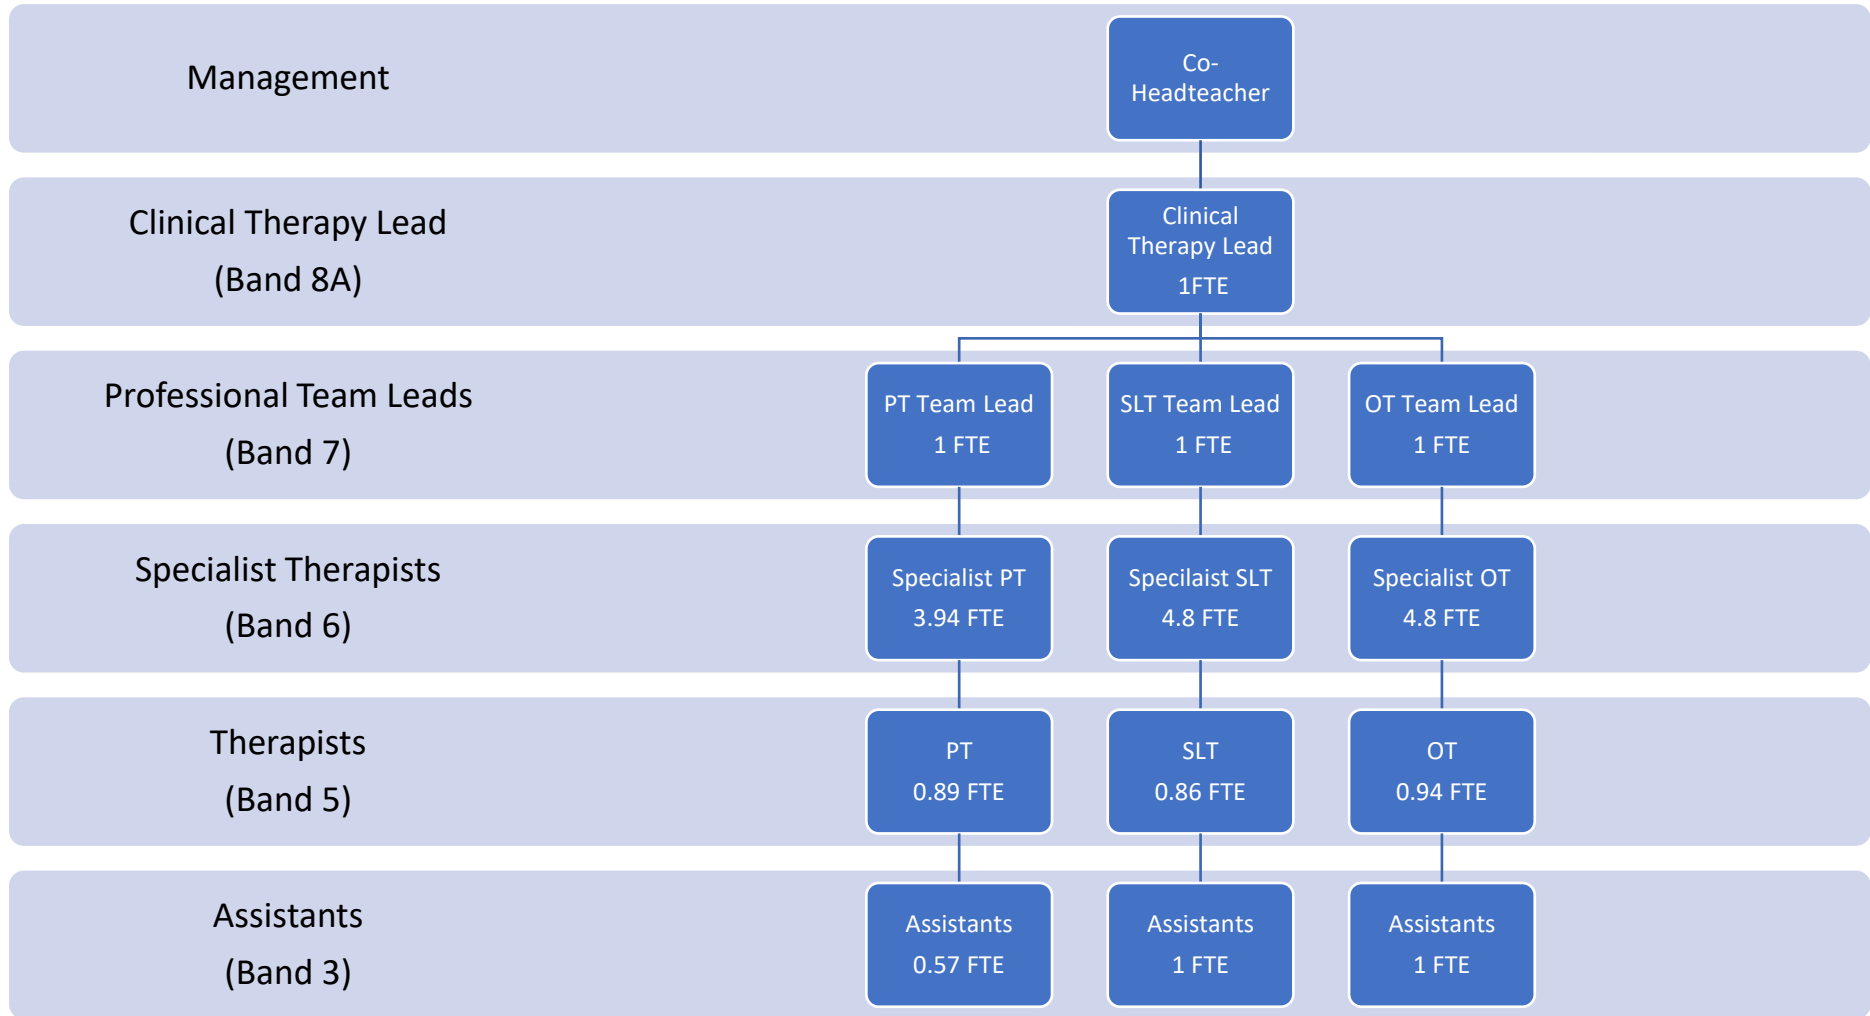 Management
Co-
Headteacher
Clinical Therapy Lead
(Band 8A)
Clinical
Therapy Lead
1FTE
Professional Team Leads
(Band 7)
PT Team Lead
1 FTE
SLT Team Lead
1 FTE
OT Team Lead
1 FTE
Specialist Therapists
(Band 6)
Specialist PT
3.94 FTE
Specilaist SLT
4.8 FTE
Specialist OT
4.8 FTE
Therapists
(Band 5)
PT
0.89 FTE
SLT
0.86 FTE
OT
0.94 FTE
Assistants
(Band 3)
Assistants
0.57 FTE
Assistants
1 FTE
Assistants
1 FTE